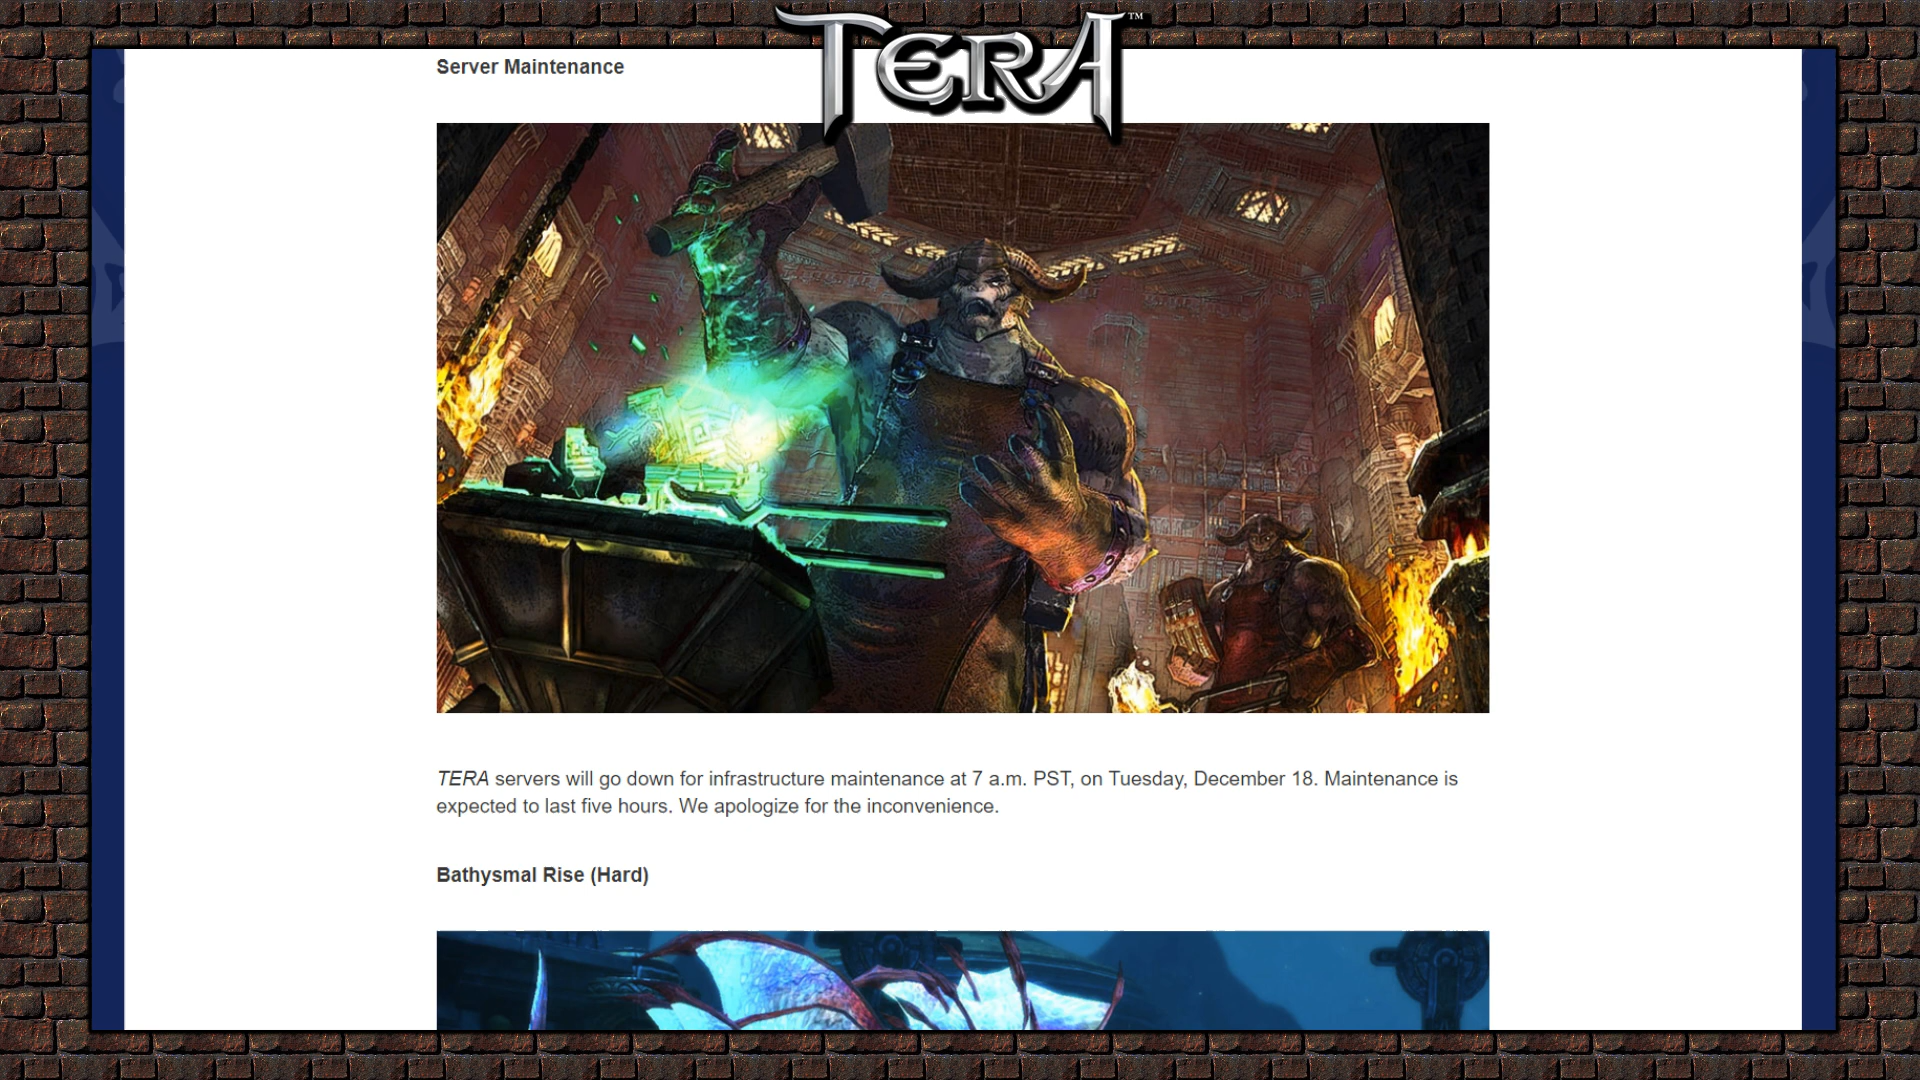 TERA™
Server Maintenance
TERA servers will go down for infrastructure maintenance at 7 a.m. PST, on Tuesday, December 18. Maintenance is
expected to last five hours. We apologize for the inconvenience.
Bathysmal Rise (Hard)